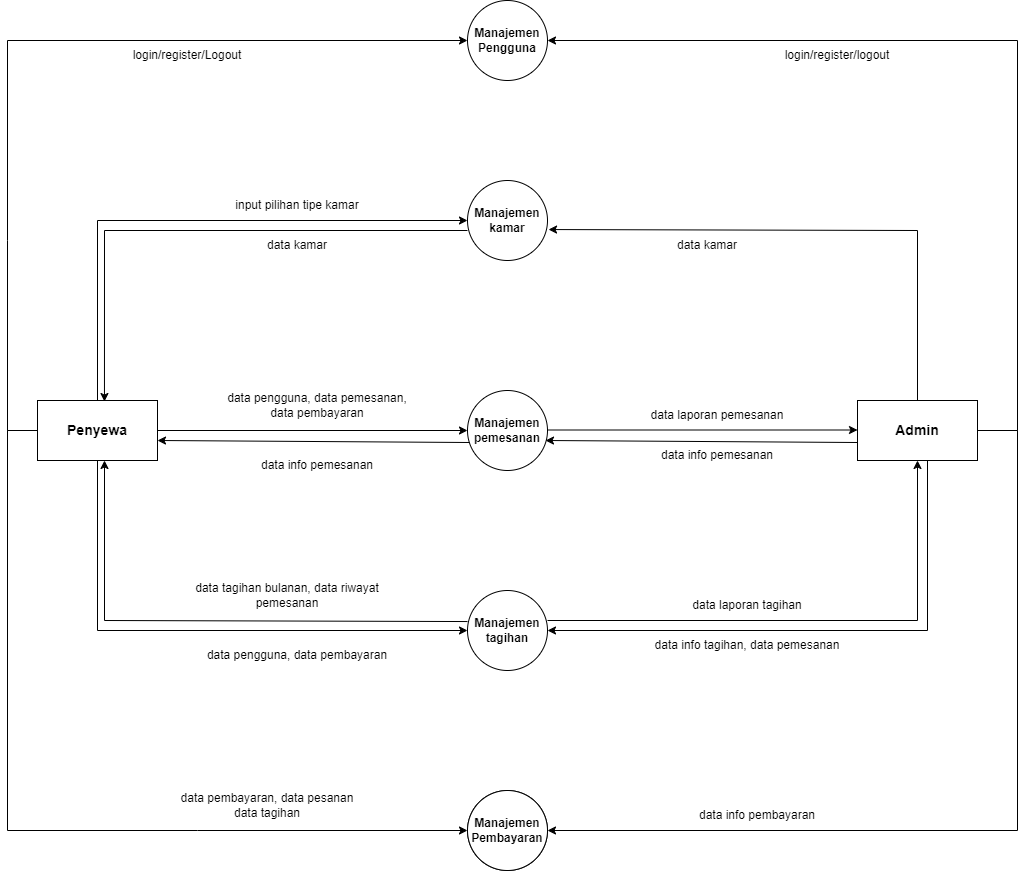 Manajemen
Pengguna
login/register/Logout
login/register/logout
input pilihan tipe kamar
Manajemen
kamar
data kamar
data kamar
data pengguna, data pemesanan,
data pembayaran
Manajemen
pemesanan
data laporan pemesanan
Penyewa
Admin
data info pemesanan
data info pemesanan
data tagihan bulanan, data riwayat
pemesanan
Manajemen
tagihan
data laporan tagihan
data pengguna, data pembayaran
data info tagihan, data pemesanan
data pembayaran, data pesanan
data tagihan
Manajemen
Pembayaran
data info pembayaran